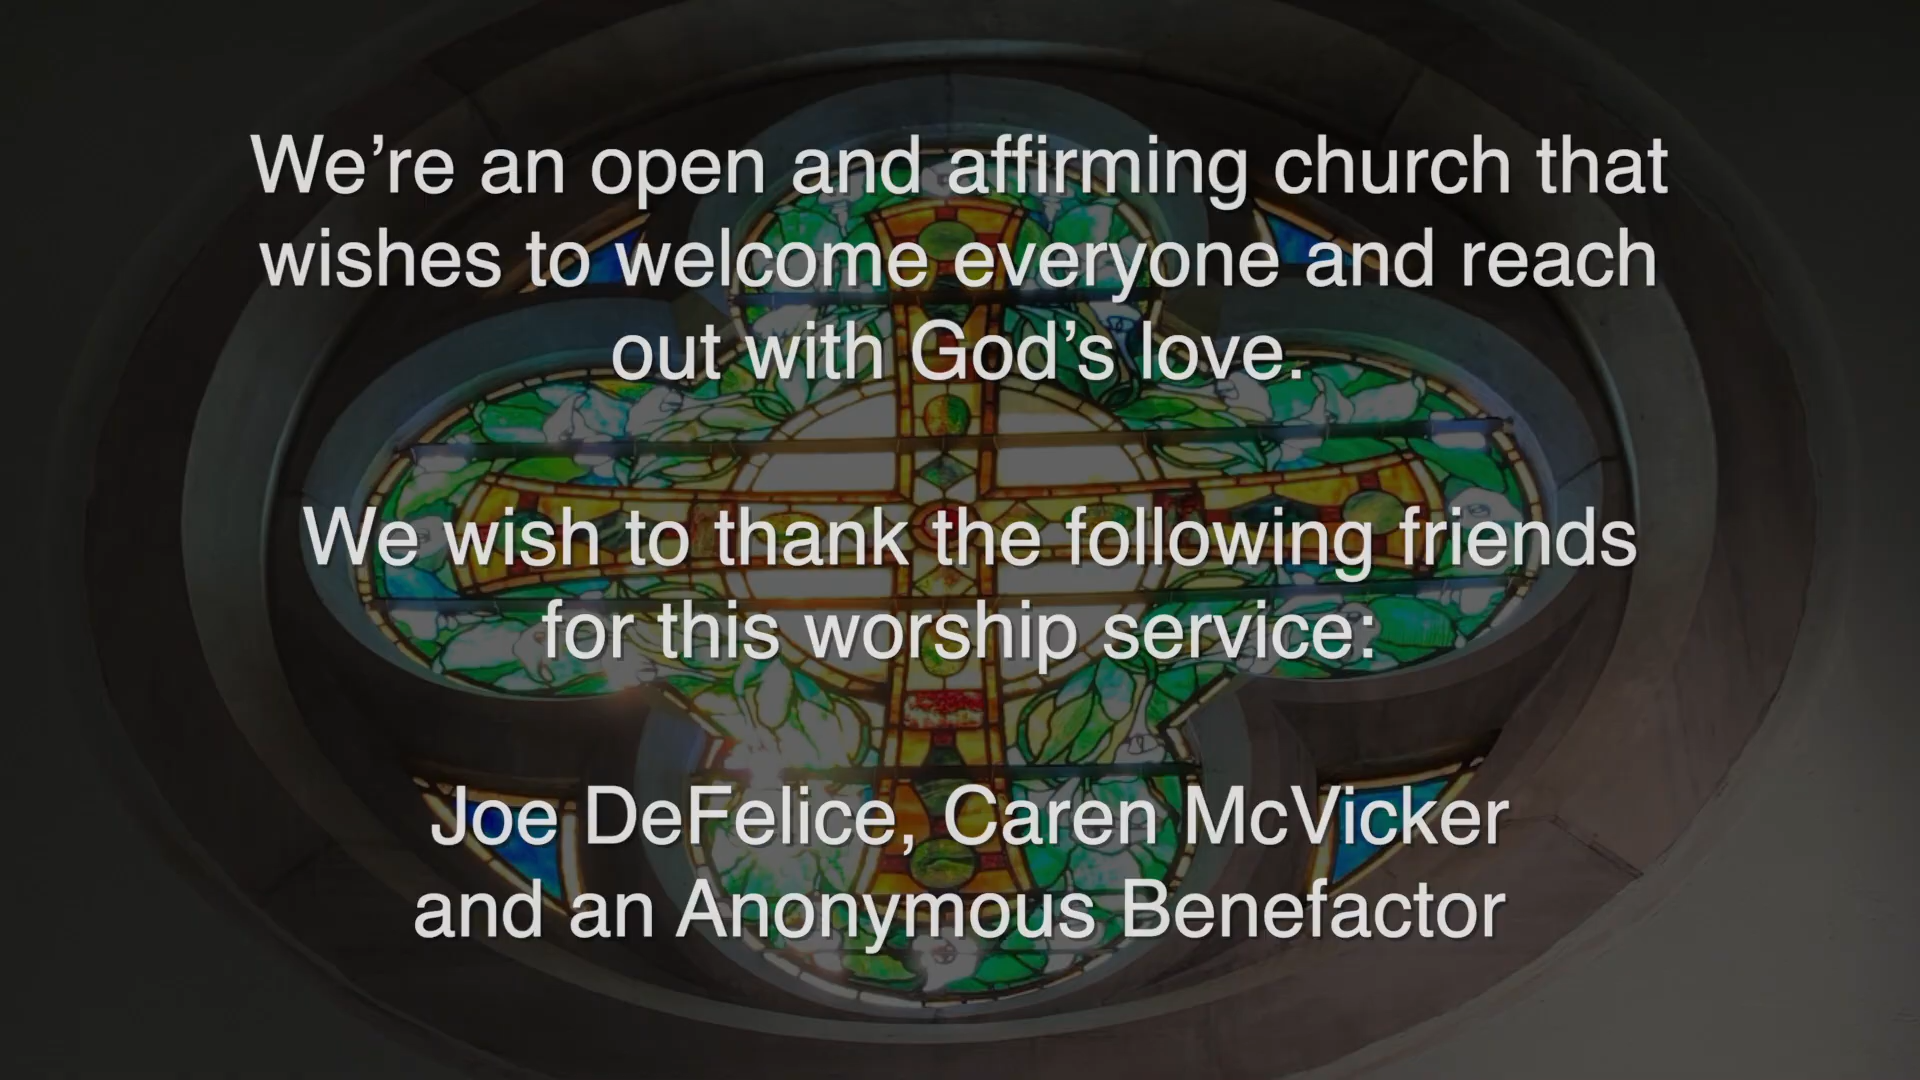 We’re an open and affirming church that
wishes to welcome everyone and reach
out with God’s love.
We wish to thank the following friends
for this worship service:
Joe DeFelice, Caren McVicker
and an Anonymous Benefactor